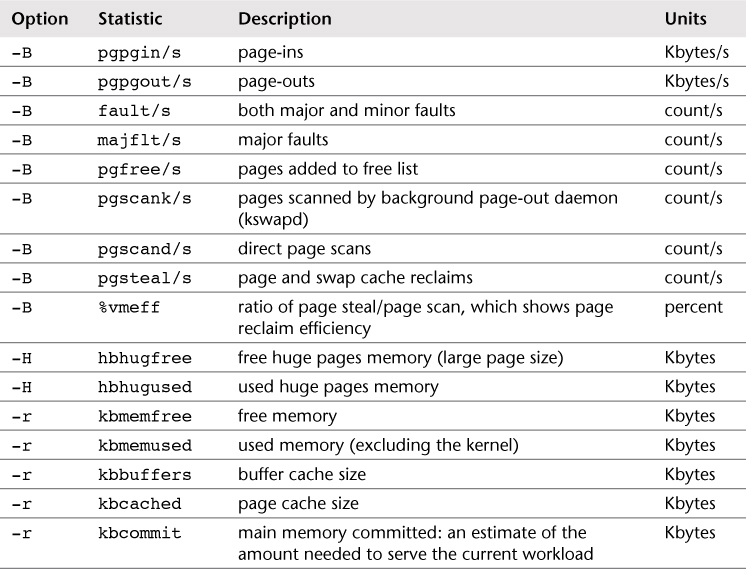 Option Statistic Description Units
-B pgpgin/s page-ins Kbytes/s
-B pgpgout/s page-outs Kbytes/s
-B fault/s both major and minor faults count/s
-B majflt/s major faults count/s
-B pgfree/s pages added to free list count/s
-B pgscank/s pages scanned by background page-out daemon count/s
(kswapd)
-B pgscand/s direct page scans count/s
-B pgsteal/s page and swap cache reclaims count/s
-B %vmeff ratio of page steal/page scan, which shows page percent
reclaim efficiency
-H hbhugfree free huge pages memory (large page size) Kbytes
-H hbhugused used huge pages memory Kbytes
-r kbmemfree free memory Kbytes
-r kbmemused used memory (excluding the kernel) Kbytes
-r kbbuffers buffer cache size Kbytes
-r kbcached page cache size Kbytes
-r kbcommit main memory committed: an estimate of the Kbytes
amount needed to serve the current workload